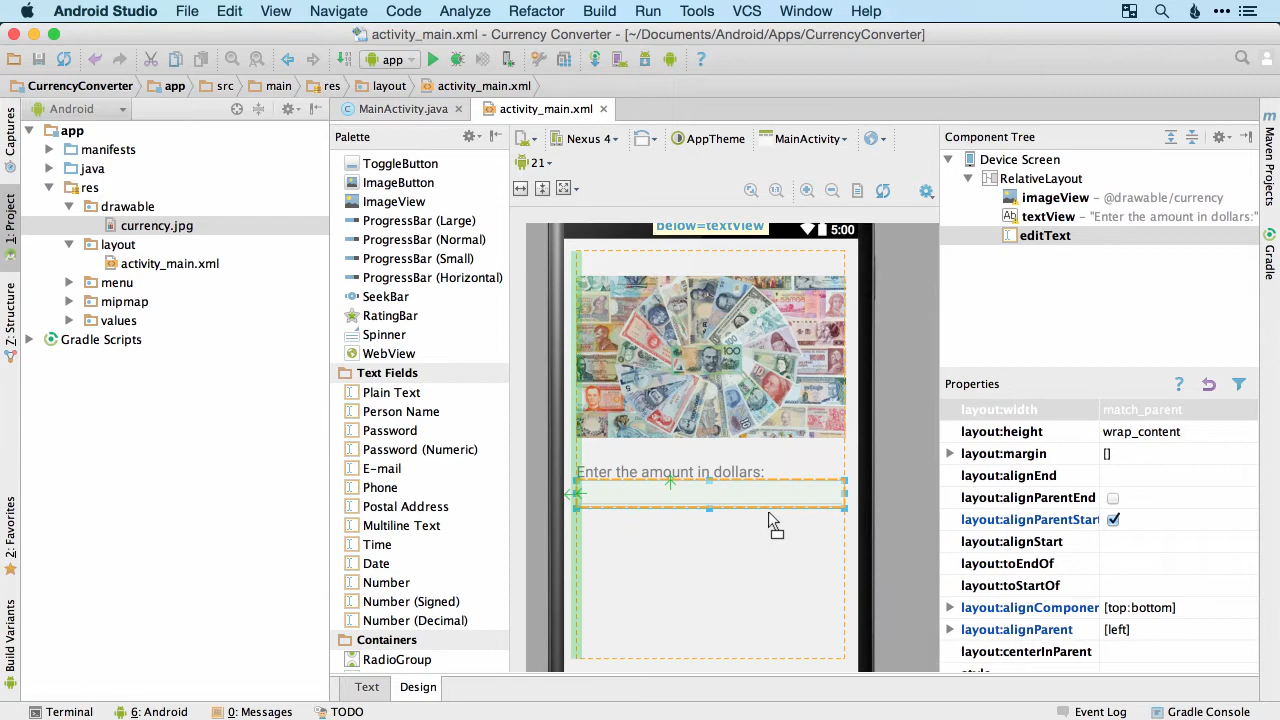 Android Studio File Edit View Navigate Code Analyze Refactor Build Run Tools VCS Window Help
activity_main.xml - Currency Converter - [~/Documents/Android/Apps/CurrencyConverter]
app
CurrencyConverter app src main res layout activity_main.xml
Android
MainActivity.java activity_main.xml
Captures
1: Project
Z: Structure
2: Favorites
Build Variants
app
manifests
java
res
drawable
currency.jpg
layout
activity_main.xml
menu
mipmap
values
Gradle Scripts
Palette
ToggleButton
ImageButton
ImageView
ProgressBar (Large)
ProgressBar (Normal)
ProgressBar (Small)
ProgressBar (Horizontal)
SeekBar
RatingBar
Spinner
WebView
Text Fields
Plain Text
Person Name
Password
Password (Numeric)
E-mail
Phone
Postal Address
Multiline Text
Time
Date
Number
Number (Signed)
Number (Decimal)
Containers
RadioGroup
Text Design
Nexus 4 AppTheme MainActivity
21
below=textView
5:00
Enter the amount in dollars:
Component Tree
Device Screen
RelativeLayout
imageView – @drawable/currency
textView – "Enter the amount in dollars:"
editText
Properties
layout:width match_parent
layout:height wrap_content
layout:margin []
layout:alignEnd
layout:alignParentEnd
layout:alignParentStart
layout:alignStart
layout:toEndOf
layout:toStartOf
layout:alignComponer [top:bottom]
layout:alignParent [left]
layout:centerInParent
Maven Projects
Gradle
Terminal 6: Android 0: Messages TODO Event Log Gradle Console